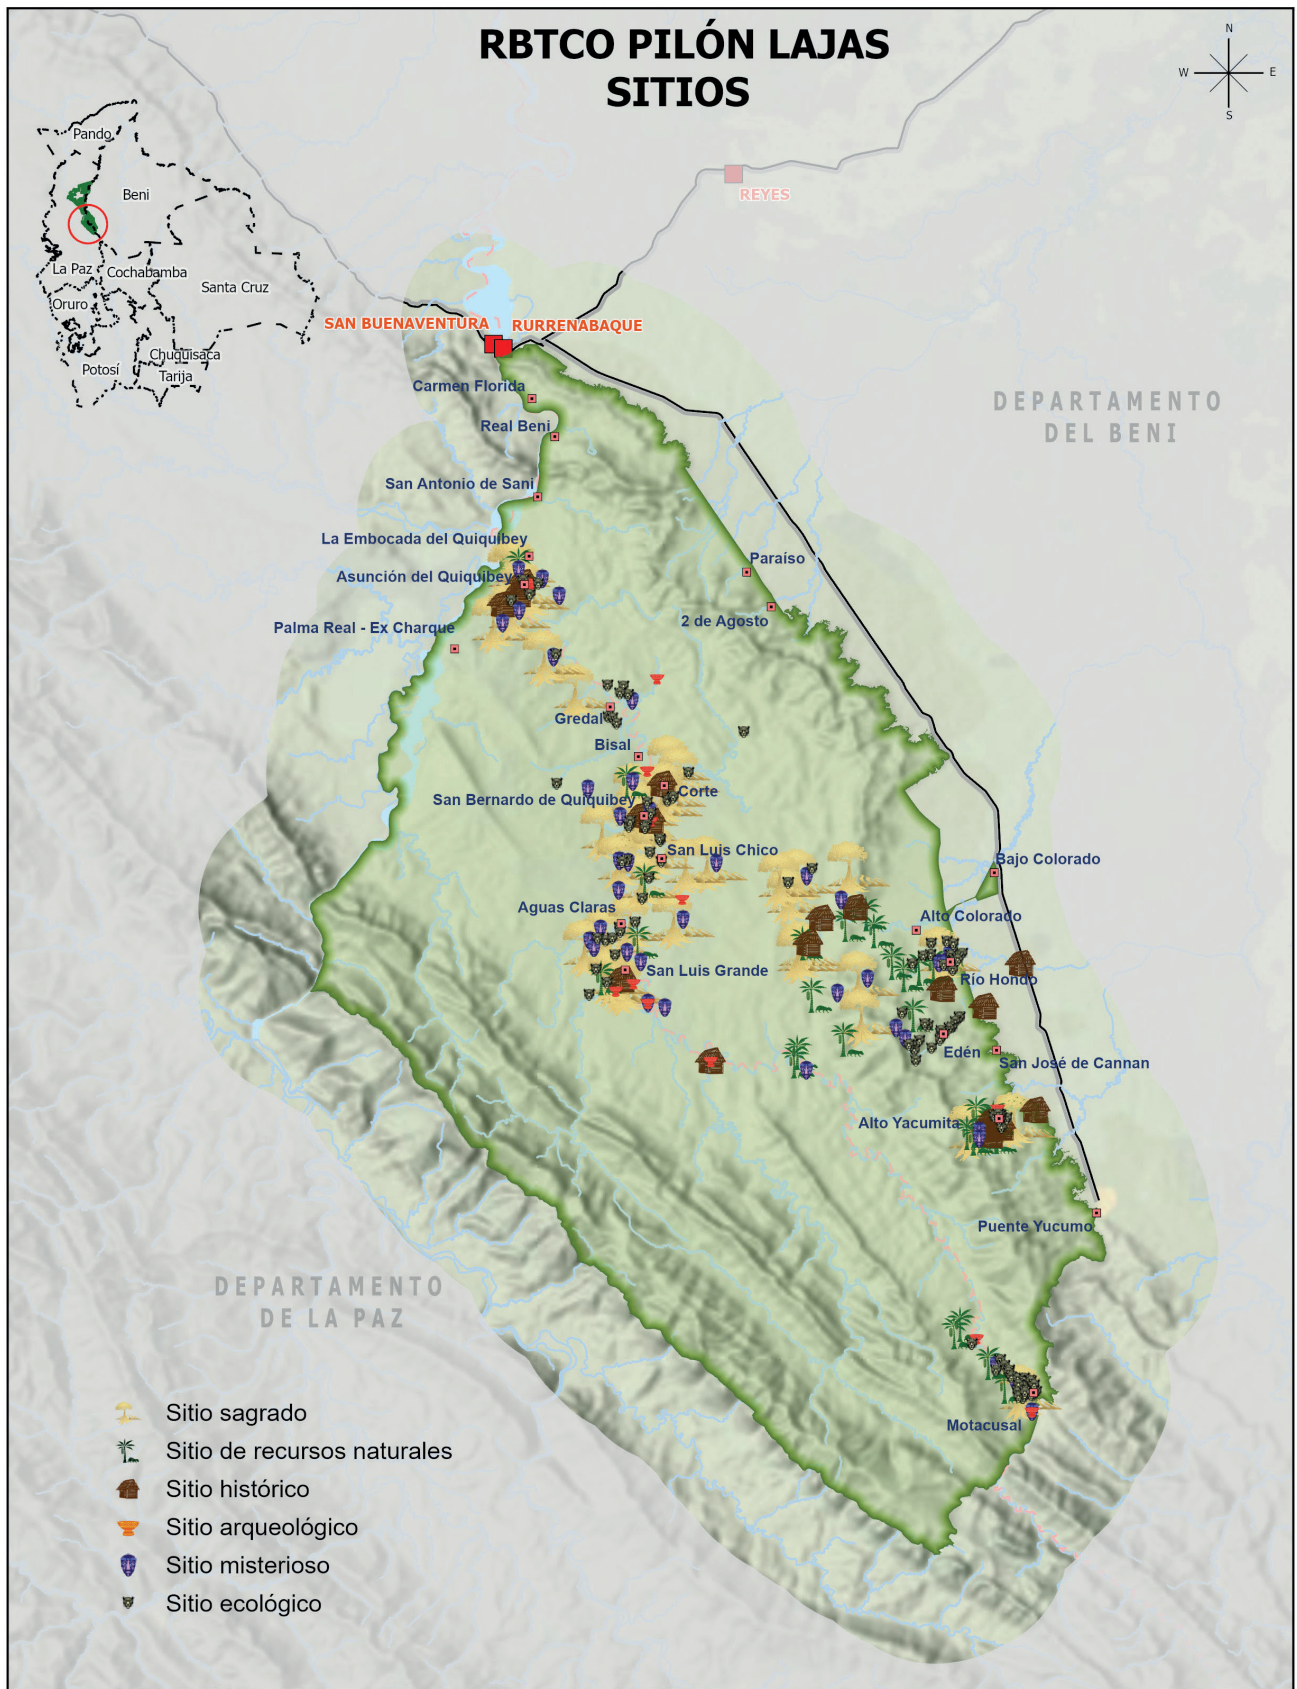 RBTCO PILÓN LAJAS
SITIOS
N
W
E
S
Pando
Beni
La Paz
Cochabamba
Santa Cruz
Oruro
Chuquisaca
Potosí
Tarija
REYES
SAN BUENAVENTURA
RURRENABAQUE
Carmen Florida
Real Beni
DEPARTAMENTO
DEL BENI
San Antonio de Sani
La Embocada del Quiquibey
Paraíso
Asunción del Quiquibey
2 de Agosto
Palma Real - Ex Charque
Gredal
Bisal
Corte
San Bernardo de Quiquibey
San Luis Chico
Bajo Colorado
Aguas Claras
Alto Colorado
San Luis Grande
Río Hondo
Edén
San José de Cannan
Alto Yacumita
Puente Yucumo
DEPARTAMENTO
DE LA PAZ
Motacusal
Sitio sagrado
Sitio de recursos naturales
Sitio histórico
Sitio arqueológico
Sitio misterioso
Sitio ecológico